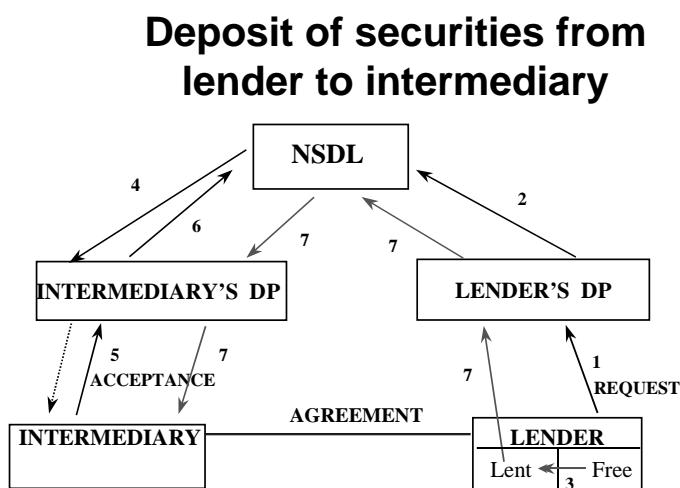 Deposit of securities from
lender to intermediary
NSDL
4
2
6
7
7
INTERMEDIARY'S DP
LENDER'S DP
5
7
1
ACCEPTANCE
7
REQUEST
AGREEMENT
INTERMEDIARY
LENDER
Lent
Free
3